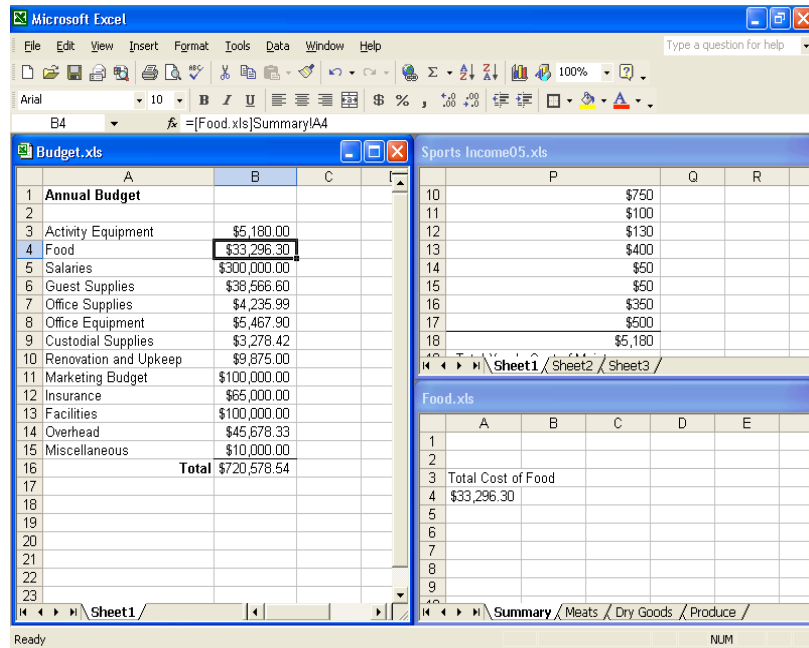 Microsoft Excel
File Edit View Insert Format Tools Data Window Help Type a question for help
100%
Arial 10 B I U $ % ,
B4 fx =[Food.xls]Summary!A4
Budget.xls
A B C
1 Annual Budget
2
3 Activity Equipment $5,180.00
4 Food $33,296.30
5 Salaries $300,000.00
6 Guest Supplies $38,566.60
7 Office Supplies $4,235.99
8 Office Equipment $5,467.90
9 Custodial Supplies $3,278.42
10 Renovation and Upkeep $9,875.00
11 Marketing Budget $100,000.00
12 Insurance $65,000.00
13 Facilities $100,000.00
14 Overhead $45,678.33
15 Miscellaneous $10,000.00
16 Total $720,578.54
17
18
19
20
21
22
23
Sheet1
Sports Income05.xls
P Q R
10 $750
11 $100
12 $130
13 $400
14 $50
15 $50
16 $350
17 $500
18 $5,180
Sheet1 Sheet2 Sheet3
Food.xls
A B C D E
1
2
3 Total Cost of Food
4 $33,296.30
5
6
7
8
9
Summary Meats Dry Goods Produce
Ready NUM